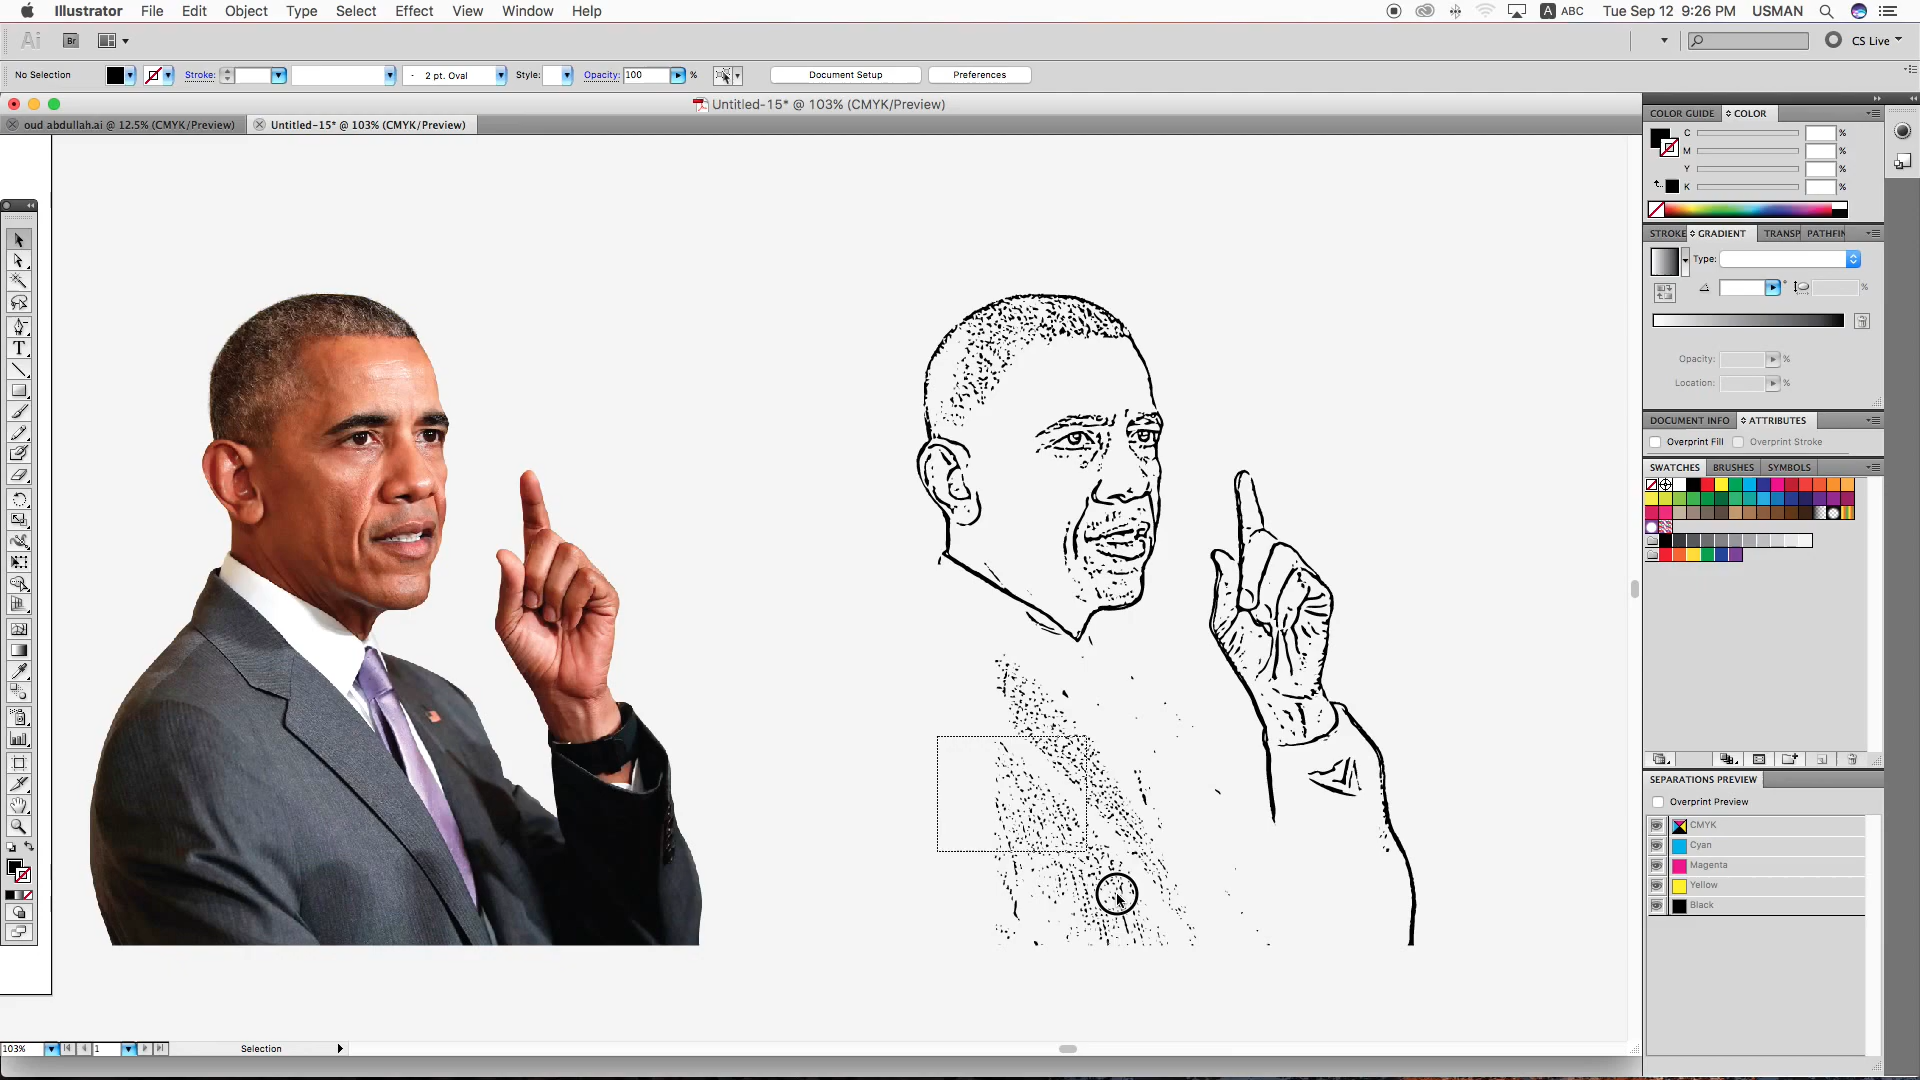 Illustrator File Edit Object Type Select Effect View Window Help
A ABC Tue Sep 12 9:26 PM USMAN
Ai Br CS Live
No Selection Stroke: 2 pt. Oval Style: Opacity: 100 % Document Setup Preferences
Untitled-15* @ 103% (CMYK/Preview)
oud abdullah.ai @ 12.5% (CMYK/Preview) Untitled-15* @ 103% (CMYK/Preview)
COLOR GUIDE COLOR
C %
M %
Y %
K %
STROKE GRADIENT TRANSP PATHFIN
Type:
° %
Opacity: %
Location: %
DOCUMENT INFO ATTRIBUTES
Overprint Fill Overprint Stroke
SWATCHES BRUSHES SYMBOLS
SEPARATIONS PREVIEW
Overprint Preview
CMYK
Cyan
Magenta
Yellow
Black
T
103% 1 Selection